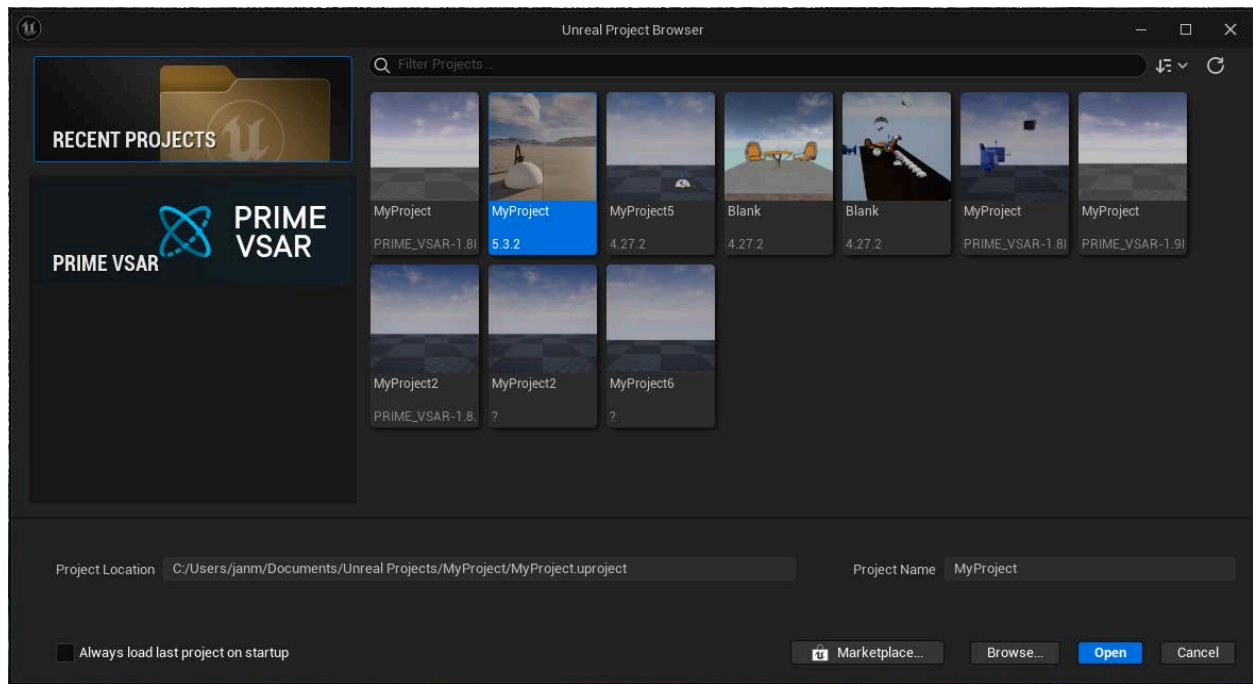 Unreal Project Browser
RECENT PROJECTS
PRIME
VSAR
PRIME VSAR
Filter Projects...
MyProject
PRIME_VSAR-1.8
MyProject
5.3.2
MyProject5
4.27.2
Blank
4.27.2
Blank
4.27.2
MyProject
PRIME_VSAR-1.8
MyProject
PRIME_VSAR-1.9
MyProject2
PRIME_VSAR-1.8.
MyProject2
?
MyProject6
?
Project Location C:/Users/janm/Documents/Unreal Projects/MyProject/MyProject.uproject
Project Name MyProject
Always load last project on startup
Marketplace...
Browse...
Open
Cancel